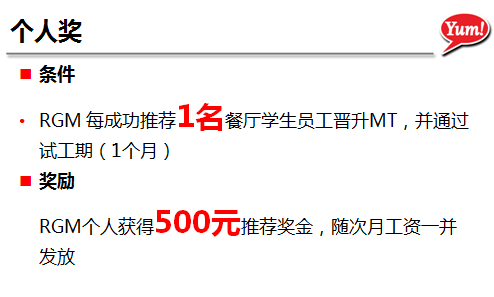 个人奖
Yum!
条件
RGM 每成功推荐1名餐厅学生员工晋升MT，并通过
试工期（1个月）
奖励
RGM个人获得500元推荐奖金，随次月工资一并
发放